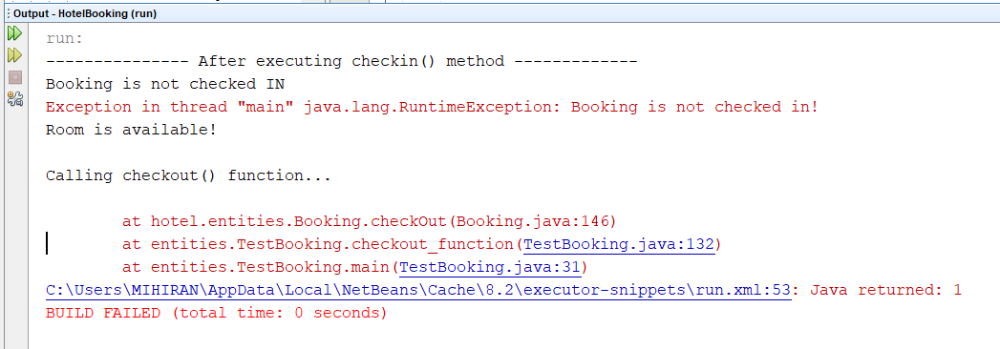 Output - HotelBooking (run)
run:
--------------- After executing checkin() method -------------
Booking is not checked IN
Exception in thread "main" java.lang.RuntimeException: Booking is not checked in!
Room is available!
Calling checkout() function...
at hotel.entities.Booking.checkOut(Booking.java:146)
at entities.TestBooking.checkout_function(TestBooking.java:132)
at entities.TestBooking.main(TestBooking.java:31)
C:\Users\MIHIRAN\AppData\Local\NetBeans\Cache\8.2\executor-snippets\run.xml:53: Java returned: 1
BUILD FAILED (total time: 0 seconds)